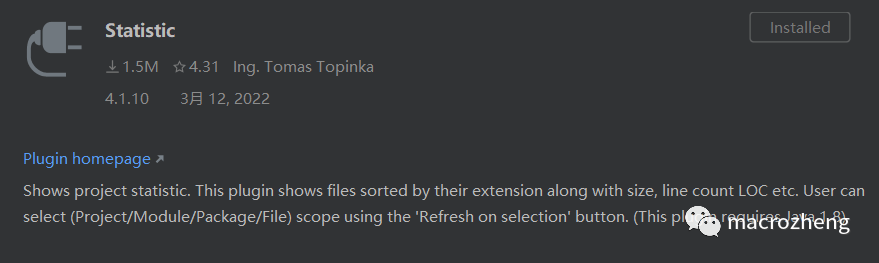 Statistic
Installed
1.5M 4.31 Ing. Tomas Topinka
4.1.10 3月 12, 2022
Plugin homepage
Shows project statistic. This plugin shows files sorted by their extension along with size, line count LOC etc. User can
select (Project/Module/Package/File) scope using the 'Refresh on selection' button. (This plugin requires Java 1.8)
macrozheng